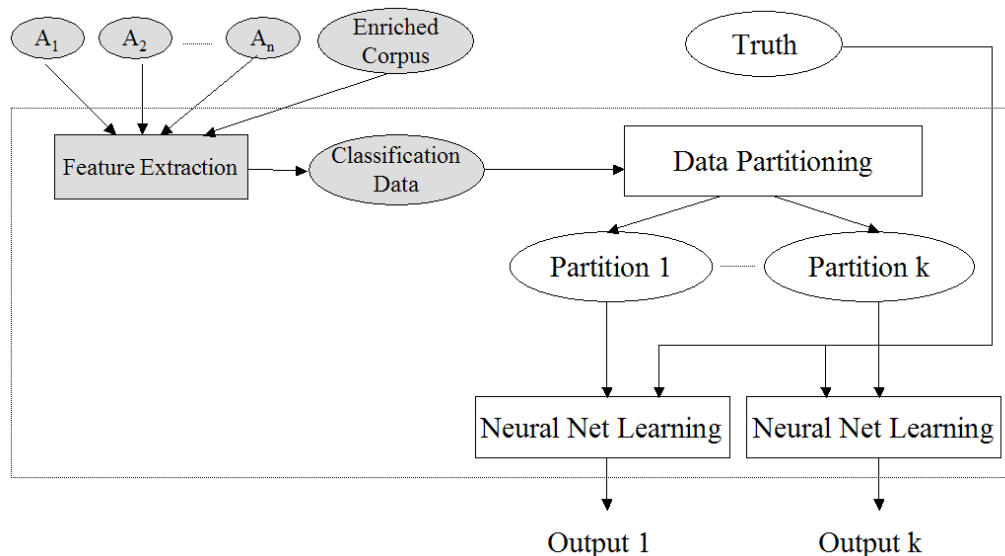 A1
A2
An
Enriched
Corpus
Truth
Feature Extraction
Classification
Data
Data Partitioning
Partition 1
Partition k
Neural Net Learning
Neural Net Learning
Output 1
Output k